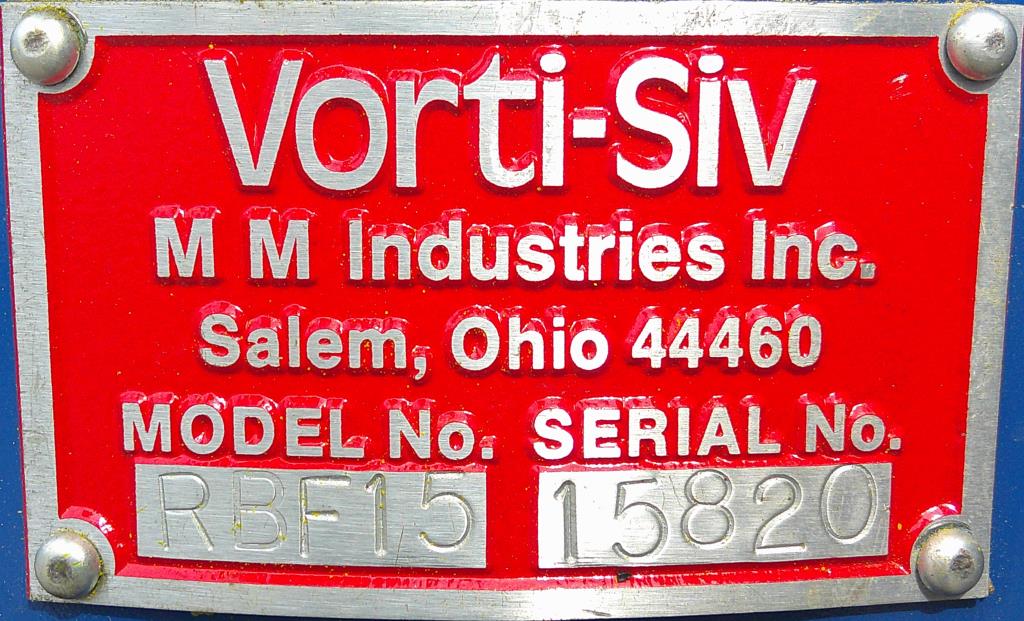 Vorti-Siv
M M Industries Inc.
Salem, Ohio 44460
MODEL No. SERIAL No.
RBF15 15820